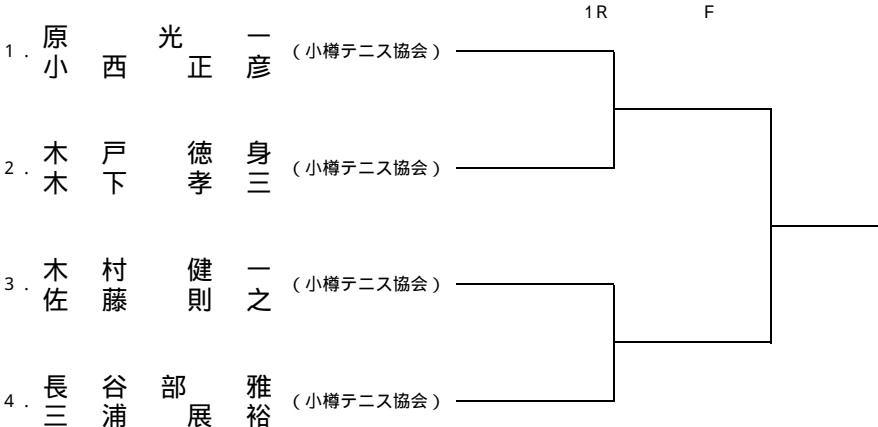 1R F
1. 原 光 一
小 西 正 彦 (小樽テニス協会)
2. 木 戸 徳 身
木 下 孝 三 (小樽テニス協会)
3. 木 村 健 一
佐 藤 則 之 (小樽テニス協会)
4. 長 谷 部 雅
三 浦 展 裕 (小樽テニス協会)